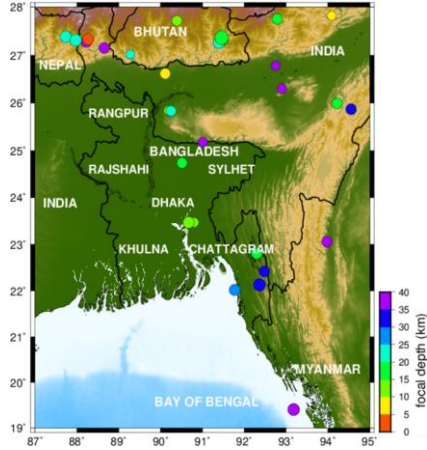 28°
27°
26°
25°
24°
23°
22°
21°
20°
19°
BHUTAN
INDIA
NEPAL
RANGPUR
BANGLADESH
RAJSHAHI
SYLHET
INDIA
DHAKA
KHULNA
CHATTAGRAM
MYANMAR
BAY OF BENGAL
87° 88° 89° 90° 91° 92° 93° 94° 95°
40
35
30
25
20
15
10
5
0
focal depth (km)